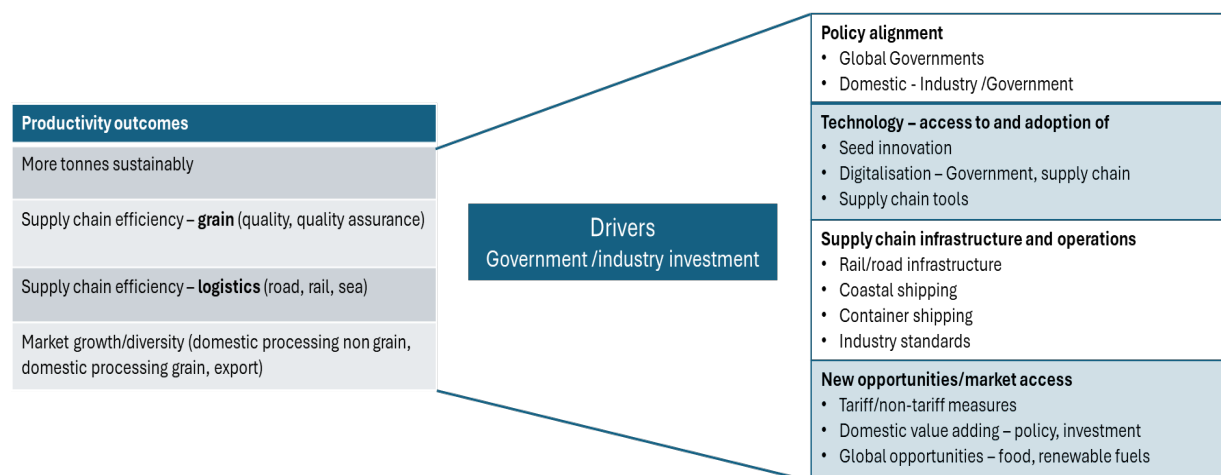 Productivity outcomes
More tonnes sustainably
Supply chain efficiency – grain (quality, quality assurance)
Supply chain efficiency – logistics (road, rail, sea)
Market growth/diversity (domestic processing non grain,
domestic processing grain, export)
Drivers
Government /industry investment
Policy alignment
• Global Governments
• Domestic - Industry /Government
Technology – access to and adoption of
• Seed innovation
• Digitalisation – Government, supply chain
• Supply chain tools
Supply chain infrastructure and operations
• Rail/road infrastructure
• Coastal shipping
• Container shipping
• Industry standards
New opportunities/market access
• Tariff/non-tariff measures
• Domestic value adding – policy, investment
• Global opportunities – food, renewable fuels